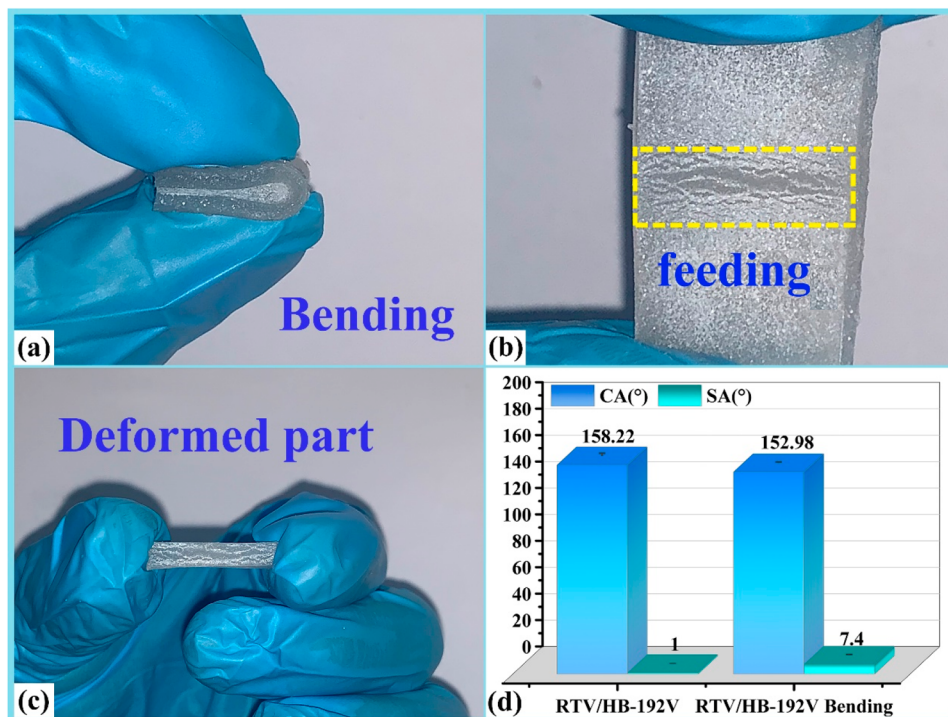 Bending
(a)
feeding
(b)
Deformed part
(c)
200
180
160
140
120
100
80
60
40
20
0
CA(°) SA(°)
158.22
152.98
1
7.4
RTV/HB-192V RTV/HB-192V Bending
(d)